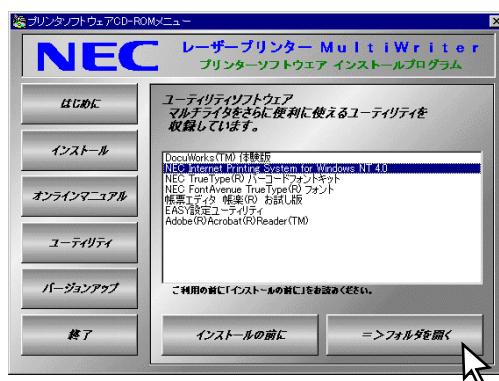 プリンタソフトウェアCD-ROMメニュー
NEC
レーザープリンター MultiWriter
プリンターソフトウエア インストールプログラム
はじめに
インストール
オンラインマニュアル
ユーティリティ
バージョンアップ
終了
ユーティリティソフトウェア
マルチライタをさらに便利に使えるユーティリティを
収録しています。
DocuWorks(TM) 体験版
NEC Internet Printing System for Windows NT 4.0
NEC TrueType(R) バーコードフォントキット
NEC FontAvenue TrueType(R) フォント
帳票エディタ 帳楽(R) お試し版
EASY設定ユーティリティ
Adobe(R)Acrobat(R)Reader(TM)
ご利用の前に「インストールの前に」をお読みください。
インストールの前に
=>フォルダを開く